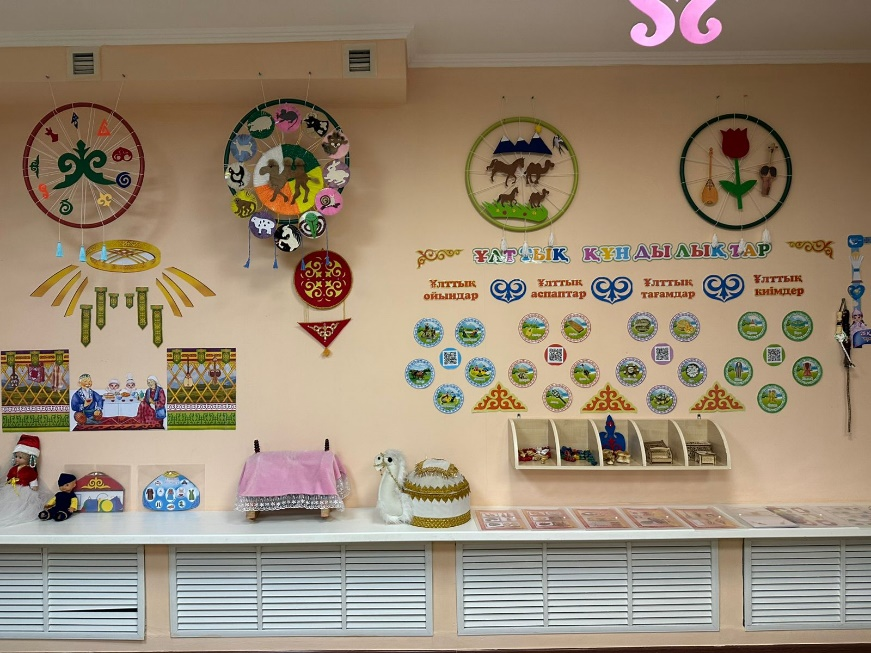 ҰЛТТЫҚ ҚҰНДЫЛЫҚТАР
Ұлттық
ойындар
Ұлттық
аспаптар
Ұлттық
тағамдар
Ұлттық
киімдер